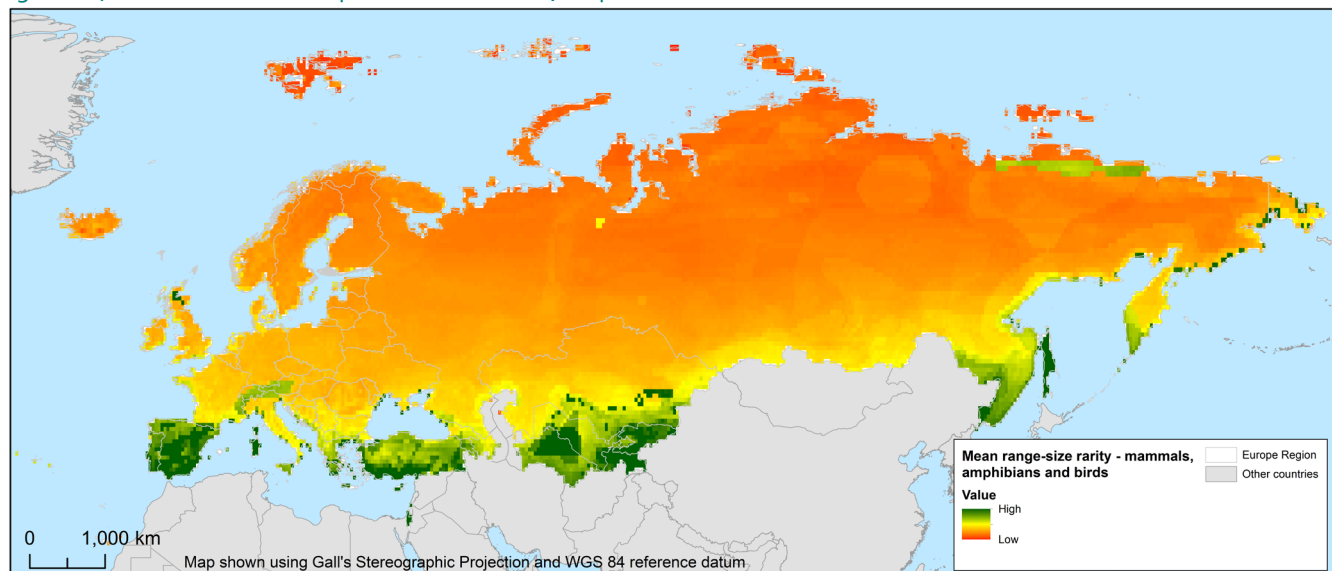 Mean range-size rarity - mammals,
amphibians and birds
Value
High
Low
Europe Region
Other countries
0 1,000 km
Map shown using Gall's Stereographic Projection and WGS 84 reference datum